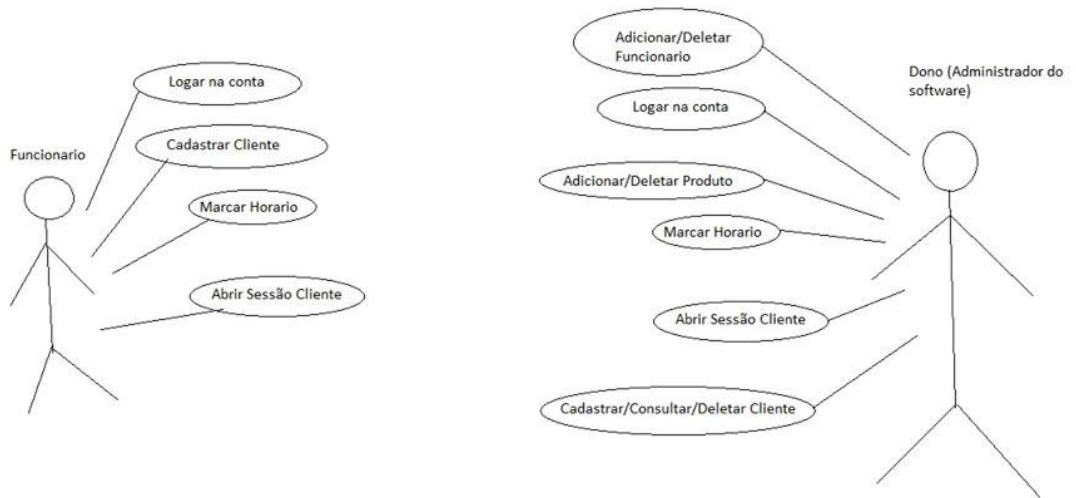 Funcionario
Logar na conta
Cadastrar Cliente
Marcar Horario
Abrir Sessão Cliente
Adicionar/Deletar
Funcionario
Logar na conta
Adicionar/Deletar Produto
Marcar Horario
Abrir Sessão Cliente
Cadastrar/Consultar/Deletar Cliente
Dono (Administrador do
software)